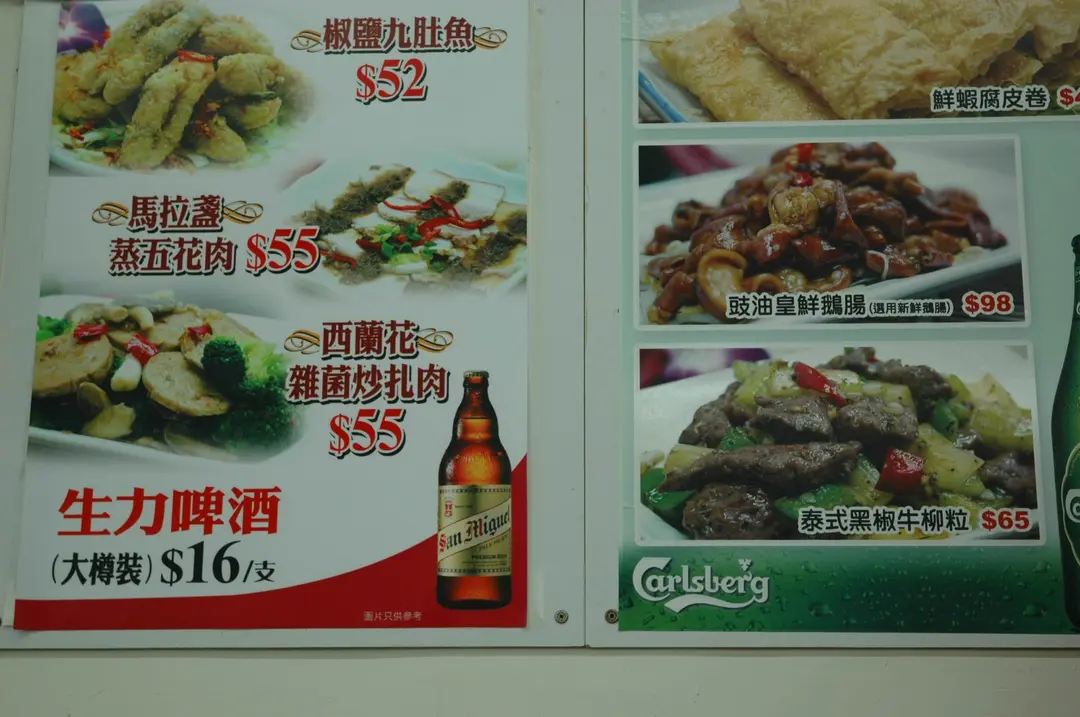 椒鹽九肚魚
$52
馬拉盞
蒸五花肉 $55
西蘭花
雜菌炒扎肉
$55
生力啤酒
(大樽裝) $16/支
San Miguel
圖片只供參考
鮮蝦腐皮卷
豉油皇鮮鵝腸 (選用新鮮鵝腸) $98
泰式黑椒牛柳粒 $65
Carlsberg